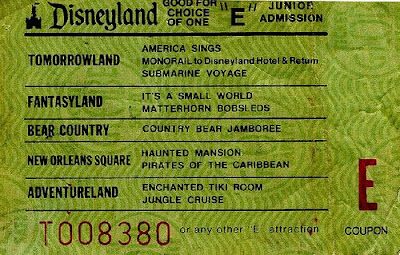 Disneyland GOOD FOR CHOICE OF ONE "E" JUNIOR ADMISSION
TOMORROWLAND
AMERICA SINGS
MONORAIL to Disneyland Hotel & Return
SUBMARINE VOYAGE
FANTASYLAND
IT'S A SMALL WORLD
MATTERHORN BOBSLEDS
BEAR COUNTRY
COUNTRY BEAR JAMBOREE
NEW ORLEANS SQUARE
HAUNTED MANSION
PIRATES OF THE CARIBBEAN
ADVENTURELAND
ENCHANTED TIKI ROOM
JUNGLE CRUISE
E
COUPON
T008380 or any other "E" attraction